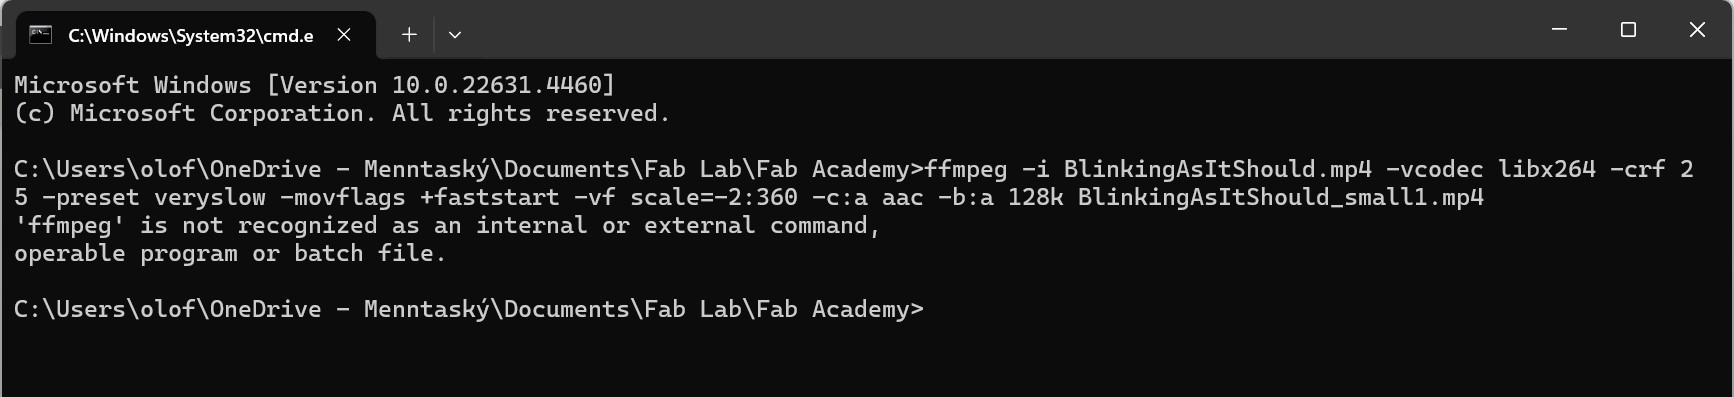 C:\Windows\System32\cmd.e
Microsoft Windows [Version 10.0.22631.4460]
(c) Microsoft Corporation. All rights reserved.
C:\Users\olof\OneDrive - Menntaský\Documents\Fab Lab\Fab Academy>ffmpeg -i BlinkingAsItShould.mp4 -vcodec libx264 -crf 2
5 -preset veryslow -movflags +faststart -vf scale=-2:360 -c:a aac -b:a 128k BlinkingAsItShould_small1.mp4
'ffmpeg' is not recognized as an internal or external command,
operable program or batch file.
C:\Users\olof\OneDrive - Menntaský\Documents\Fab Lab\Fab Academy>